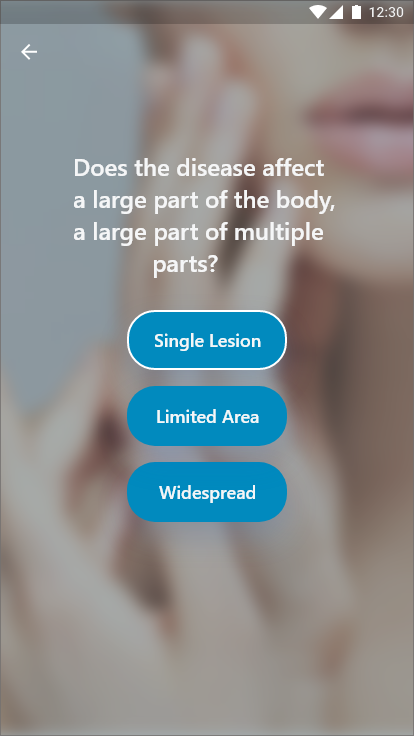 12:30
Does the disease affect
a large part of the body,
a large part of multiple
parts?
Single Lesion
Limited Area
Widespread